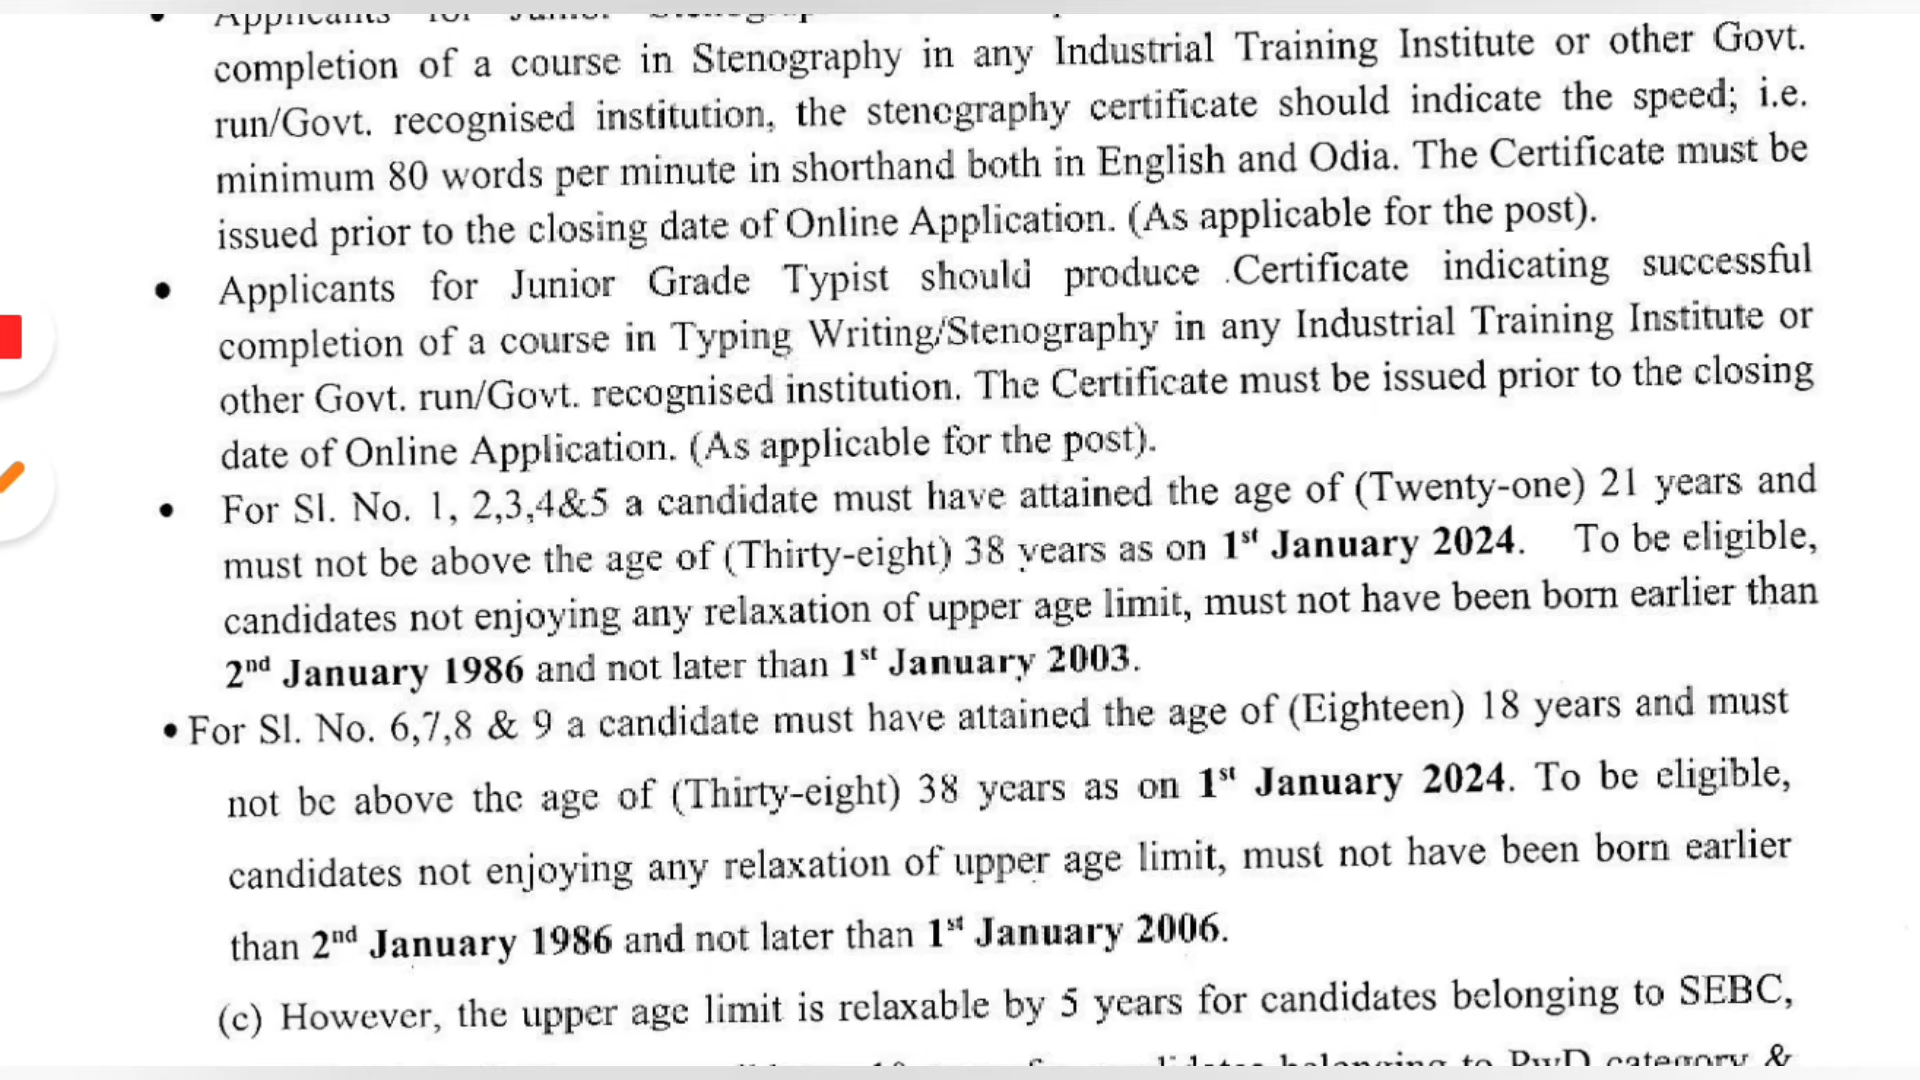 Applicants for Junior
completion of a course in Stenography in any Industrial Training Institute or other Govt.
run/Govt. recognised institution, the stenography certificate should indicate the speed; i.e.
minimum 80 words per minute in shorthand both in English and Odia. The Certificate must be
issued prior to the closing date of Online Application. (As applicable for the post).
• Applicants for Junior Grade Typist should produce .Certificate indicating successful
completion of a course in Typing Writing/Stenography in any Industrial Training Institute or
other Govt. run/Govt. recognised institution. The Certificate must be issued prior to the closing
date of Online Application. (As applicable for the post).
• For Sl. No. 1, 2,3,4&5 a candidate must have attained the age of (Twenty-one) 21 years and
must not be above the age of (Thirty-eight) 38 years as on 1st January 2024. To be eligible,
candidates not enjoying any relaxation of upper age limit, must not have been born earlier than
2nd January 1986 and not later than 1st January 2003.
• For Sl. No. 6,7,8 & 9 a candidate must have attained the age of (Eighteen) 18 years and must
not be above the age of (Thirty-eight) 38 years as on 1st January 2024. To be eligible,
candidates not enjoying any relaxation of upper age limit, must not have been born earlier
than 2nd January 1986 and not later than 1st January 2006.
(c) However, the upper age limit is relaxable by 5 years for candidates belonging to SEBC,
belonging to PwD category &